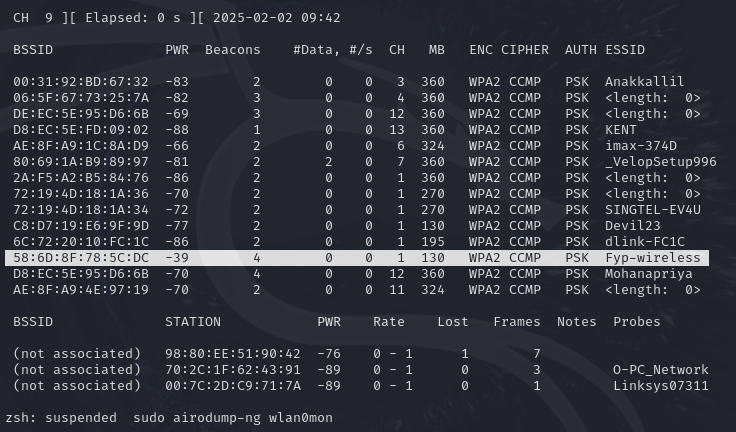 CH  9 ][ Elapsed: 0 s ][ 2025-02-02 09:42
BSSID              PWR  Beacons    #Data, #/s  CH   MB   ENC CIPHER  AUTH ESSID
00:31:92:BD:67:32  -83        2        0    0   3  360   WPA2 CCMP   PSK  Anakkallil
06:5F:67:73:25:7A  -82        3        0    0   4  360   WPA2 CCMP   PSK  <length:  0>
DE:EC:5E:95:D6:6B  -69        3        0    0  12  360   WPA2 CCMP   PSK  <length:  0>
D8:EC:5E:FD:09:02  -88        1        0    0  13  360   WPA2 CCMP   PSK  KENT
AE:8F:A9:1C:8A:D9  -66        2        0    0   6  324   WPA2 CCMP   PSK  imax-374D
80:69:1A:B9:89:97  -81        2        2    0   7  360   WPA2 CCMP   PSK  _VelopSetup996
2A:F5:A2:B5:84:76  -86        2        0    0   1  360   WPA2 CCMP   PSK  <length:  0>
72:19:4D:18:1A:36  -70        2        0    0   1  270   WPA2 CCMP   PSK  <length:  0>
72:19:4D:18:1A:34  -72        2        0    0   1  270   WPA2 CCMP   PSK  SINGTEL-EV4U
C8:D7:19:E6:9F:9D  -77        2        0    0   1  130   WPA2 CCMP   PSK  Devil23
6C:72:20:10:FC:1C  -86        2        0    0   1  195   WPA2 CCMP   PSK  dlink-FC1C
58:6D:8F:78:5C:DC  -39        4        0    0   1  130   WPA2 CCMP   PSK  Fyp-wireless
D8:EC:5E:95:D6:6B  -70        4        0    0  12  360   WPA2 CCMP   PSK  Mohanapriya
AE:8F:A9:4E:97:19  -70        2        0    0  11  324   WPA2 CCMP   PSK  <length:  0>
BSSID              STATION            PWR    Rate    Lost   Frames  Notes  Probes
(not associated)   98:80:EE:51:90:42  -76    0 - 1      1        7
(not associated)   70:2C:1F:62:43:91  -89    0 - 1      0        3         O-PC_Network
(not associated)   00:7C:2D:C9:71:7A  -89    0 - 1      0        1         Linksys07311
zsh: suspended  sudo airodump-ng wlan0mon